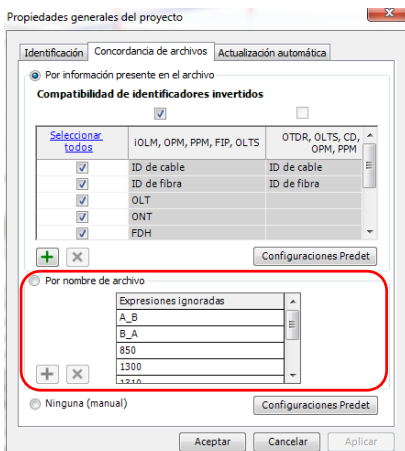 Propiedades generales del proyecto
Identificación Concordancia de archivos Actualización automática
Por información presente en el archivo
Compatibilidad de identificadores invertidos
Seleccionar todos
iOLM, OPM, PPM, FIP, OLTS
OTDR, OLTS, CD, OPM, PPM
ID de cable ID de cable
ID de fibra ID de fibra
OLT
ONT
FDH
Configuraciones Predet
Por nombre de archivo
Expresiones ignoradas
A_B
B_A
850
1300
1310
Ninguna (manual) Configuraciones Predet
Aceptar Cancelar Aplicar